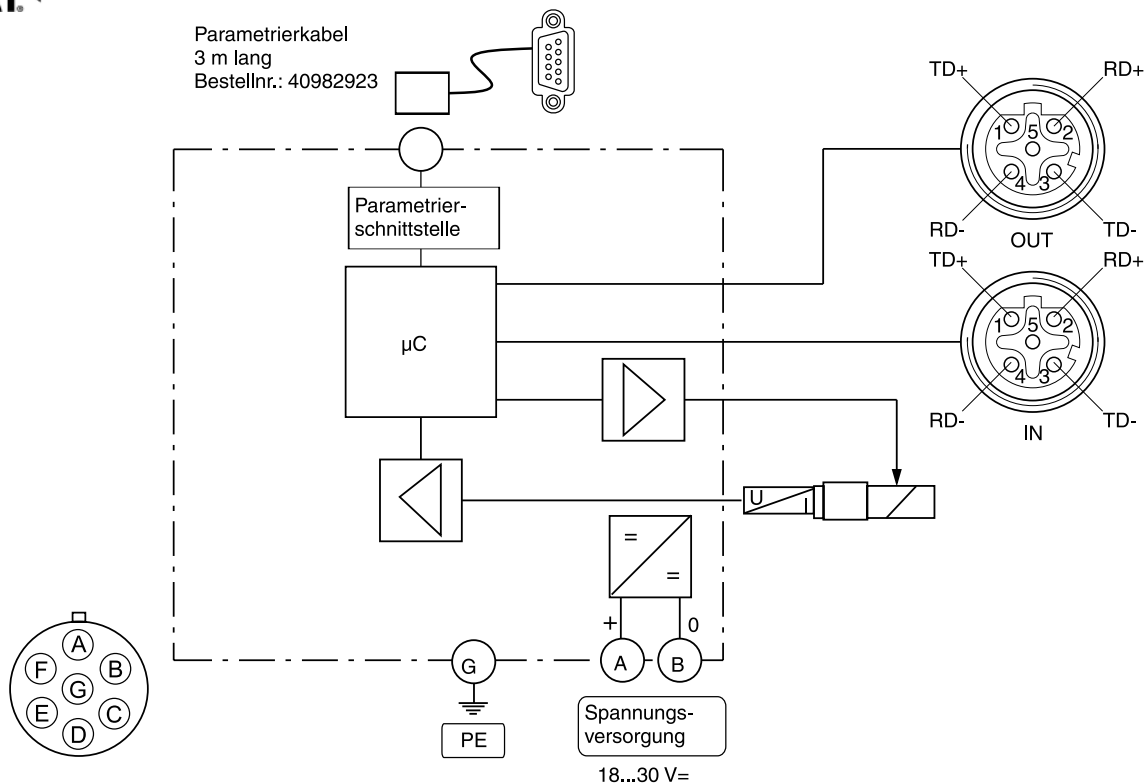 Parametrierkabel
3 m lang
Bestellnr.: 40982923
TD+ RD+
1 5 2
4 3
RD- TD-
OUT
Parametrier-
schnittstelle
TD+ RD+
1 5 2
4 3
RD- TD-
IN
µC
U I
=
=
+ 0
A
F B
G
E C
D
G A B
PE
Spannungs-
versorgung
18...30 V=